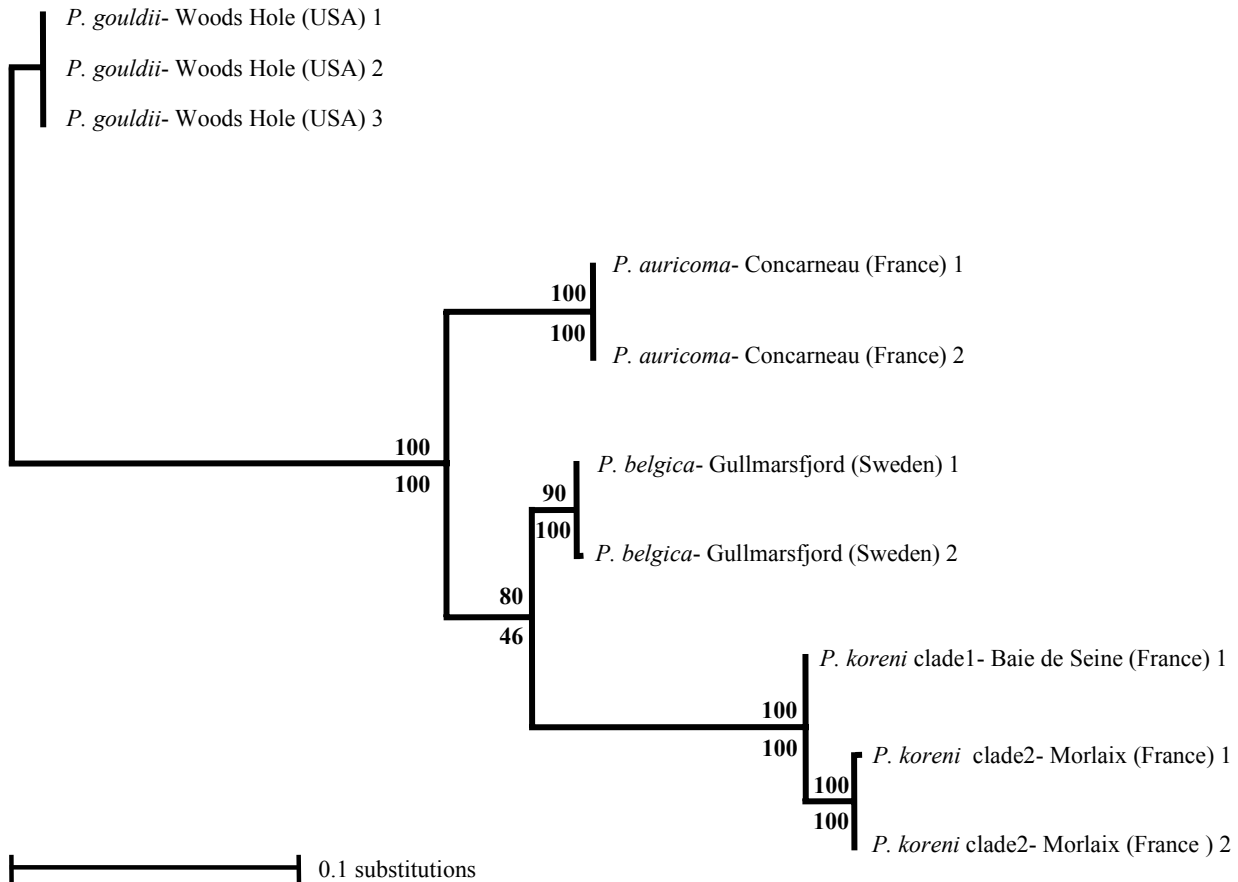 P. gouldii- Woods Hole (USA) 1
P. gouldii- Woods Hole (USA) 2
P. gouldii- Woods Hole (USA) 3
P. auricoma- Concarneau (France) 1
100
100
P. auricoma- Concarneau (France) 2
100
100
P. belgica- Gullmarsfjord (Sweden) 1
90
100
P. belgica- Gullmarsfjord (Sweden) 2
80
46
P. koreni clade1- Baie de Seine (France) 1
100
100
P. koreni clade2- Morlaix (France) 1
100
100
P. koreni clade2- Morlaix (France ) 2
0.1 substitutions